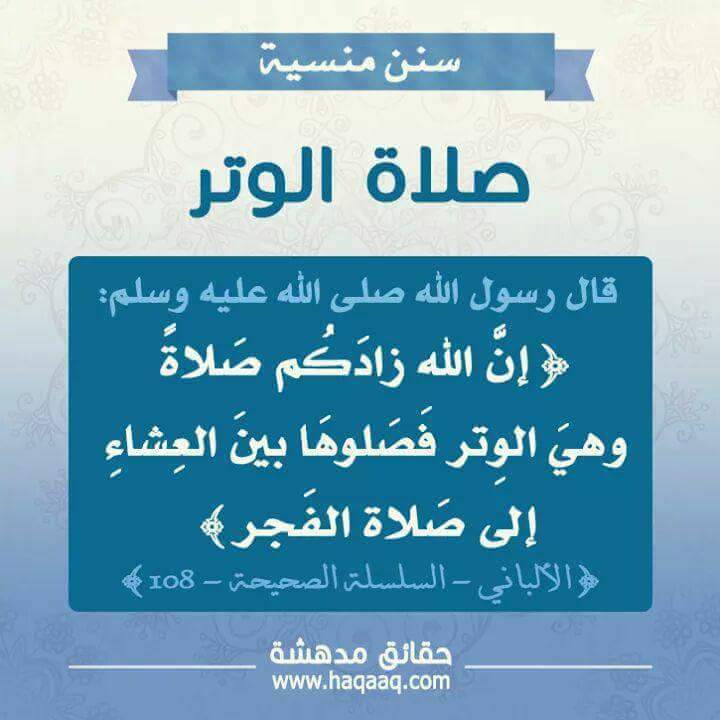 سنن منسية
صلاة الوتر
قال رسول الله صلى الله عليه وسلم:
﴿ إنَّ الله زادَكُم صَلاةً
وهيَ الوِتر فَصَلوهَا بينَ العِشاءِ
إلى صَلاة الفَجر ﴾
﴿ الألباني – السلسلة الصحيحة – 108 ﴾
حقائق مدهشة
www.haqaaq.com